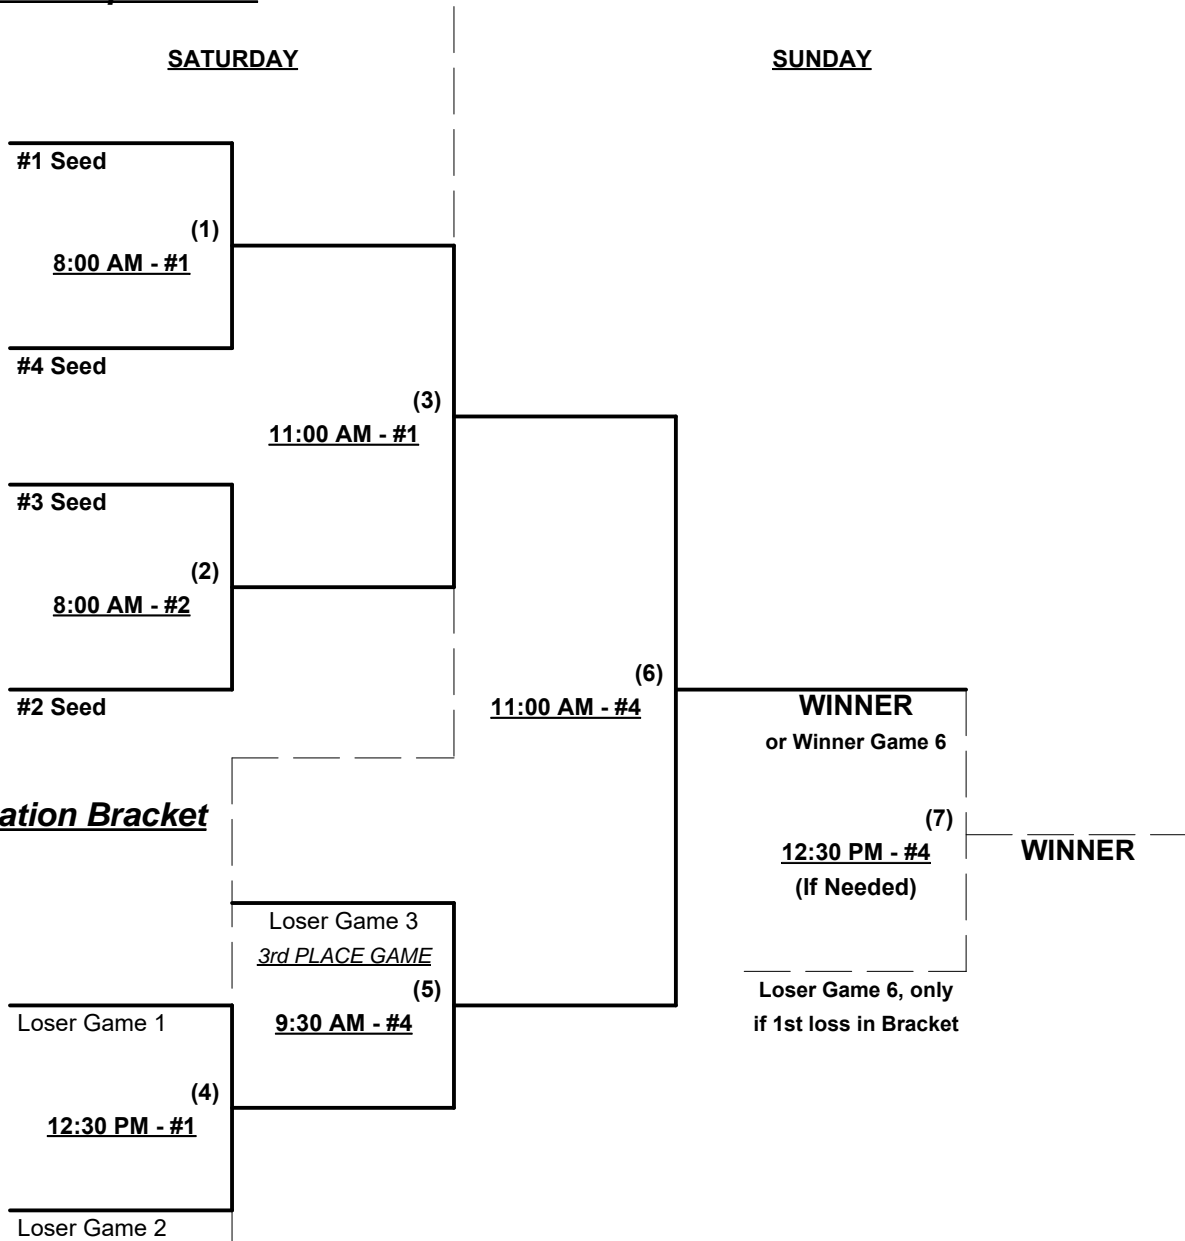 SATURDAY
SUNDAY
#1 Seed
(1)
8:00 AM - #1
#4 Seed
(3)
11:00 AM - #1
#3 Seed
(2)
8:00 AM - #2
#2 Seed
(6)
11:00 AM - #4
WINNER
or Winner Game 6
ation Bracket
(7)
12:30 PM - #4
(If Needed)
WINNER
Loser Game 3
3rd PLACE GAME
(5)
9:30 AM - #4
Loser Game 6, only
if 1st loss in Bracket
Loser Game 1
(4)
12:30 PM - #1
Loser Game 2